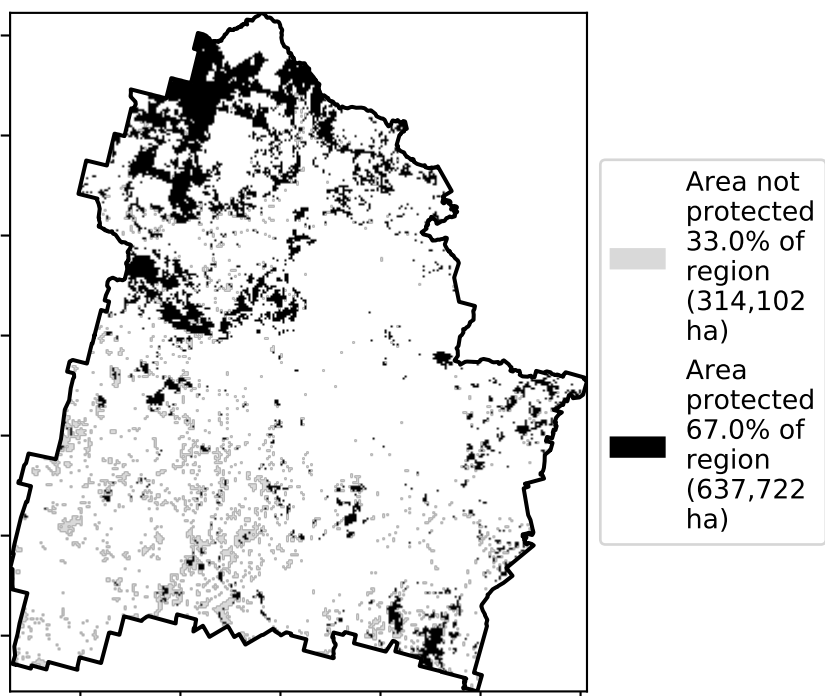 Area not
protected
33.0% of
region
(314,102
ha)
Area
protected
67.0% of
region
(637,722
ha)